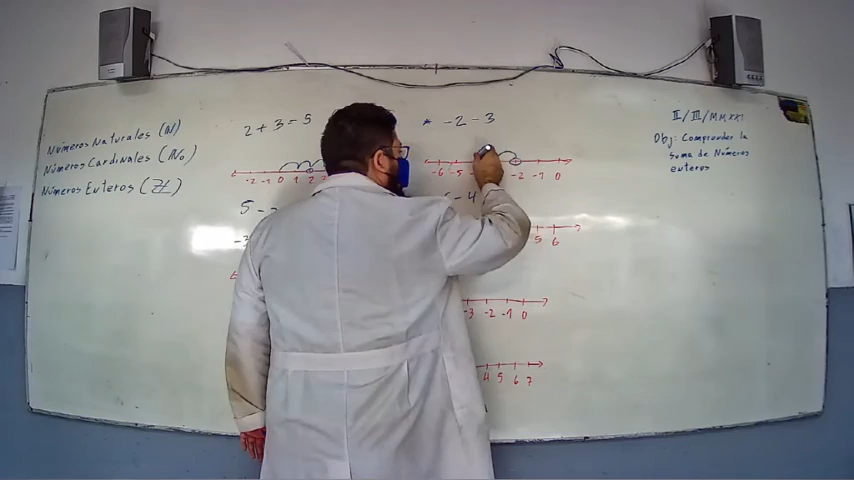 Números Naturales (N)
Números Cardinales (N₀)
Números Enteros (Z)
2 + 3 = 5
-2 -1 0 1 2
5 -
-3
* -2 - 3
-6 -5 -2 -1 0
- 4
5 6
-3 -2 -1 0
4 5 6 7
II/III/MMXXI
Obj: Comprender la
suma de Números
enteros